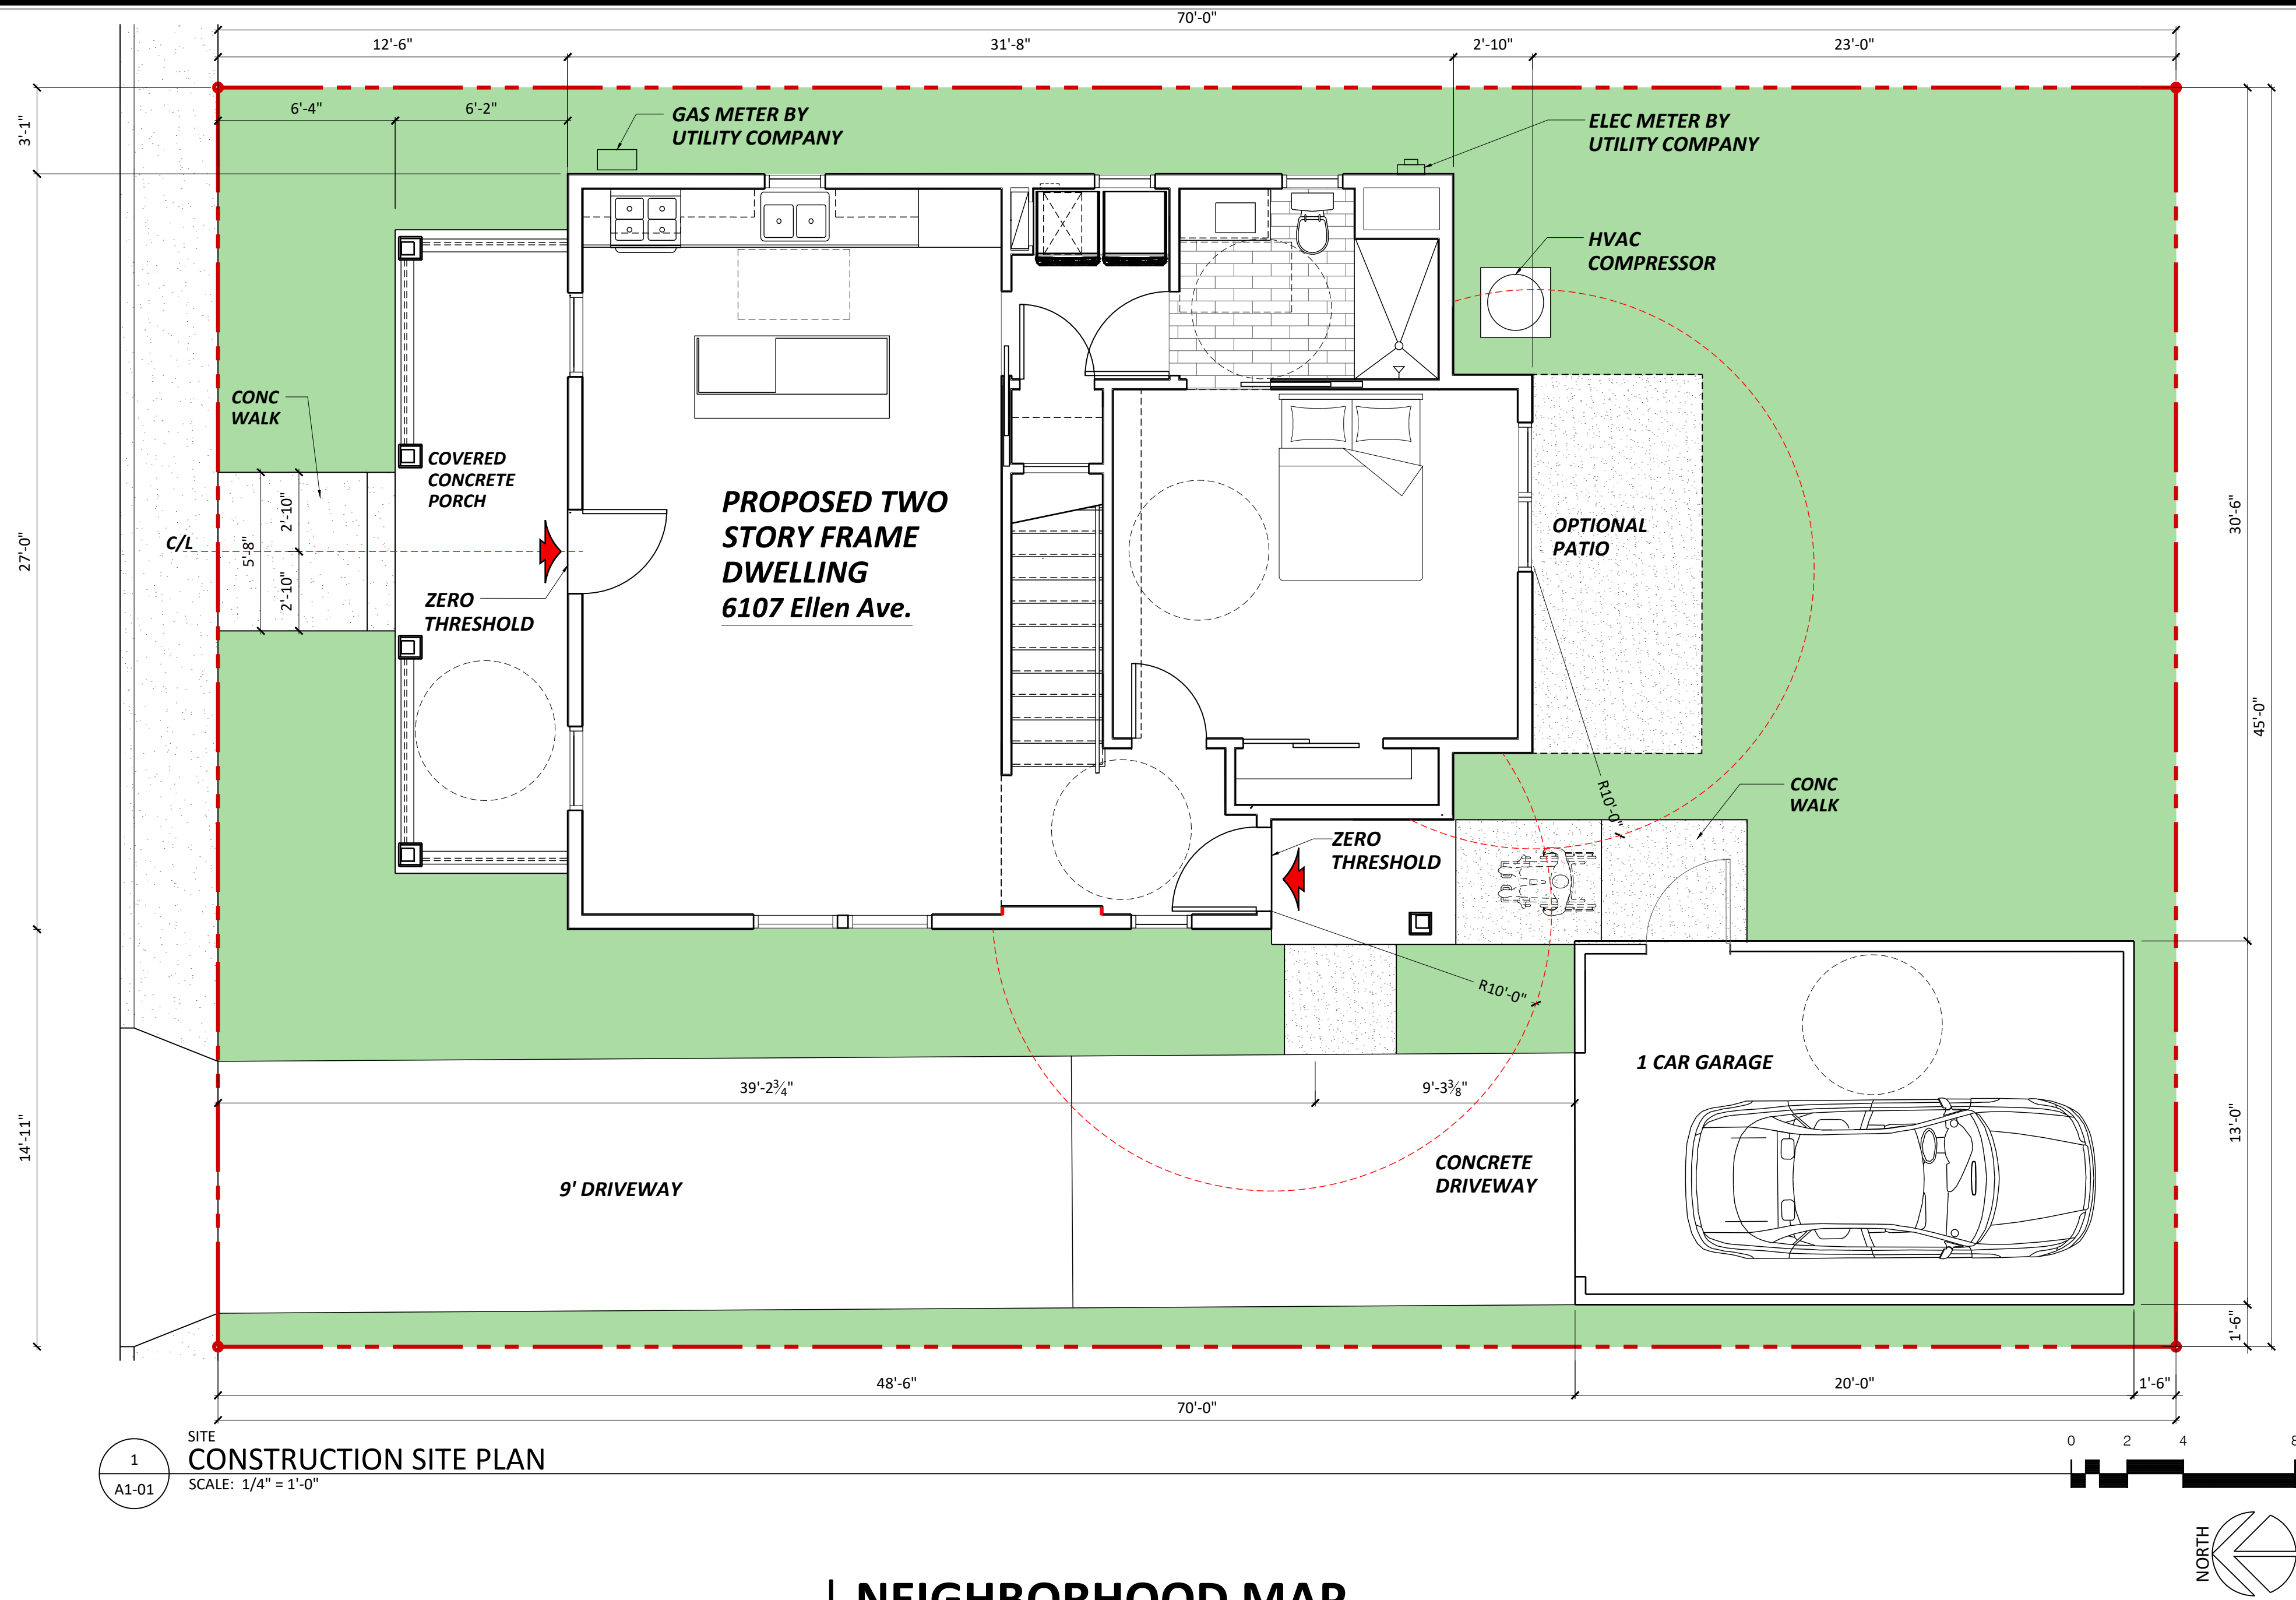 70'-0"
12'-6"
31'-8"
2'-10"
23'-0"
3'-1"
6'-4"
6'-2"
GAS METER BY
UTILITY COMPANY
ELEC METER BY
UTILITY COMPANY
HVAC
COMPRESSOR
CONC
WALK
COVERED
CONCRETE
PORCH
PROPOSED TWO
STORY FRAME
DWELLING
6107 Ellen Ave.
OPTIONAL
PATIO
C/L
5'-8"
2'-10"
2'-10"
27'-0"
30'-6"
45'-0"
ZERO
THRESHOLD
R10'-0"
CONC
WALK
ZERO
THRESHOLD
R10'-0"
1 CAR GARAGE
39'-2¾"
9'-3⅜"
14'-11"
13'-0"
9' DRIVEWAY
CONCRETE
DRIVEWAY
1'-6"
48'-6"
20'-0"
1'-6"
70'-0"
1
A1-01
SITE
CONSTRUCTION SITE PLAN
SCALE: 1/4" = 1'-0"
0 2 4 8
NORTH
NEIGHBORHOOD MAP